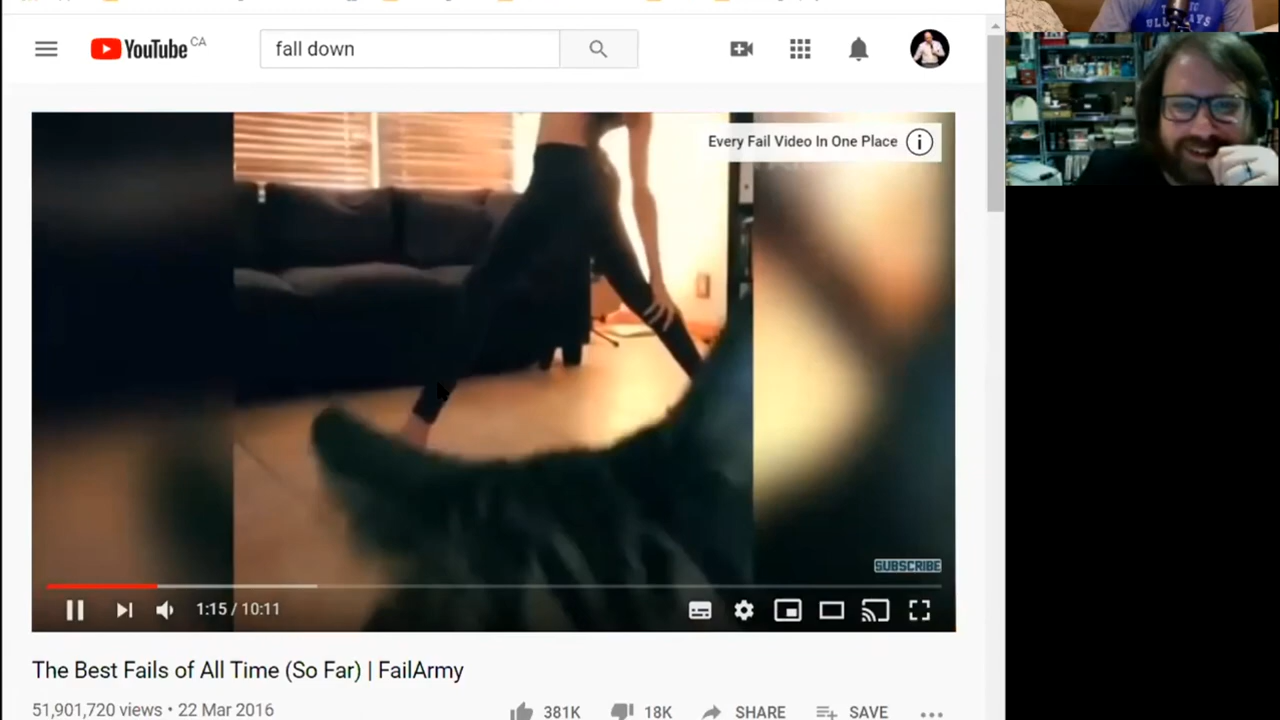 YouTube CA
fall down
Every Fail Video In One Place
SUBSCRIBE
1:15 / 10:11
The Best Fails of All Time (So Far) | FailArmy
51,901,720 views • 22 Mar 2016
381K
18K
SHARE
SAVE